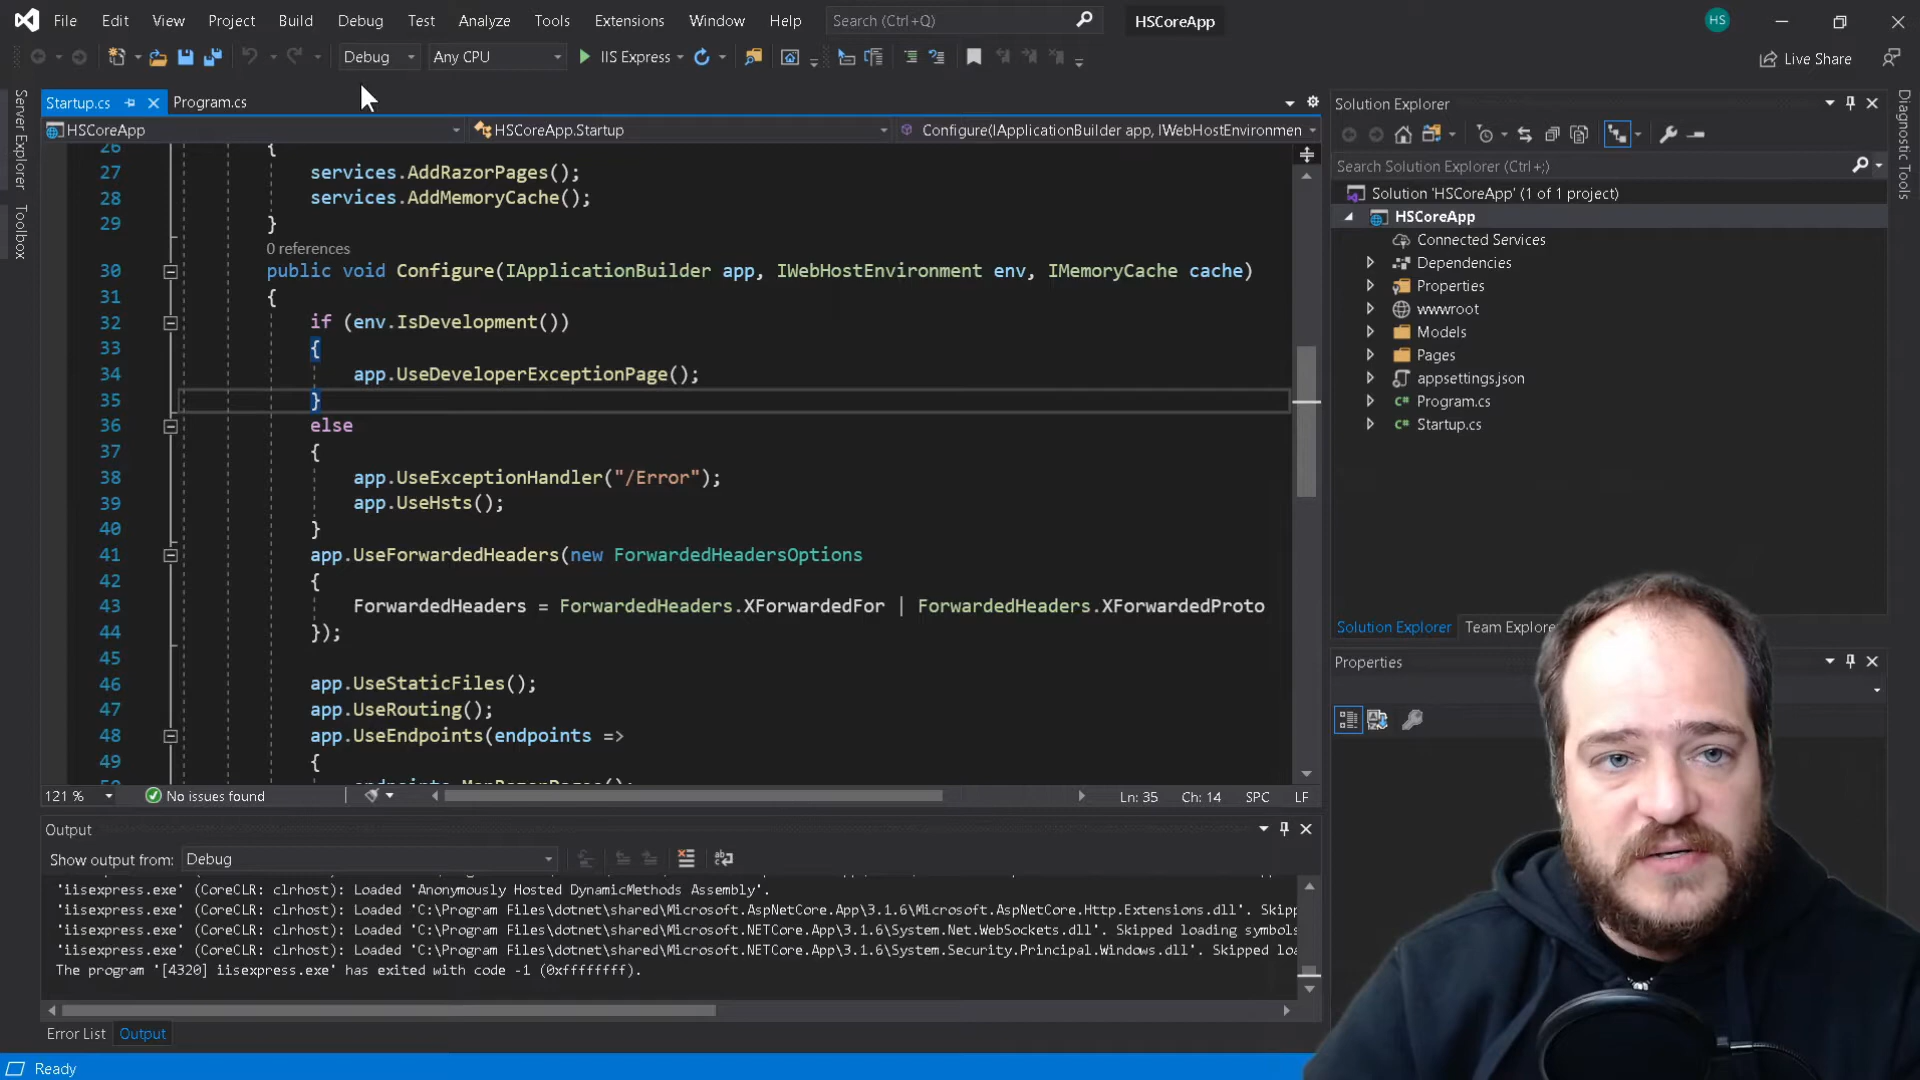 File Edit View Project Build Debug Test Analyze Tools Extensions Window Help Search (Ctrl+Q) HSCoreApp HS
Debug Any CPU IIS Express Live Share
Startup.cs Program.cs
HSCoreApp HSCoreApp.Startup Configure(IApplicationBuilder app, IWebHostEnvironmen
Server Explorer
Toolbox
26 {
27 services.AddRazorPages();
28 services.AddMemoryCache();
29 }
0 references
30 public void Configure(IApplicationBuilder app, IWebHostEnvironment env, IMemoryCache cache)
31 {
32 if (env.IsDevelopment())
33 {
34 app.UseDeveloperExceptionPage();
35 }
36 else
37 {
38 app.UseExceptionHandler("/Error");
39 app.UseHsts();
40 }
41 app.UseForwardedHeaders(new ForwardedHeadersOptions
42 {
43 ForwardedHeaders = ForwardedHeaders.XForwardedFor | ForwardedHeaders.XForwardedProto
44 });
45
46 app.UseStaticFiles();
47 app.UseRouting();
48 app.UseEndpoints(endpoints =>
49 {
121 % No issues found Ln: 35 Ch: 14 SPC LF
Output
Show output from: Debug
'iisexpress.exe' (CoreCLR: clrhost): Loaded 'Anonymously Hosted DynamicMethods Assembly'.
'iisexpress.exe' (CoreCLR: clrhost): Loaded 'C:\Program Files\dotnet\shared\Microsoft.AspNetCore.App\3.1.6\Microsoft.AspNetCore.Http.Extensions.dll'. Skipp
'iisexpress.exe' (CoreCLR: clrhost): Loaded 'C:\Program Files\dotnet\shared\Microsoft.NETCore.App\3.1.6\System.Net.WebSockets.dll'. Skipped loading symbols
'iisexpress.exe' (CoreCLR: clrhost): Loaded 'C:\Program Files\dotnet\shared\Microsoft.NETCore.App\3.1.6\System.Security.Principal.Windows.dll'. Skipped loa
The program '[4320] iisexpress.exe' has exited with code -1 (0xffffffff).
Error List Output
Ready
Solution Explorer
Search Solution Explorer (Ctrl+;)
Solution 'HSCoreApp' (1 of 1 project)
HSCoreApp
Connected Services
Dependencies
Properties
wwwroot
Models
Pages
appsettings.json
C# Program.cs
C# Startup.cs
Solution Explorer Team Explore
Properties
Diagnostic Tools